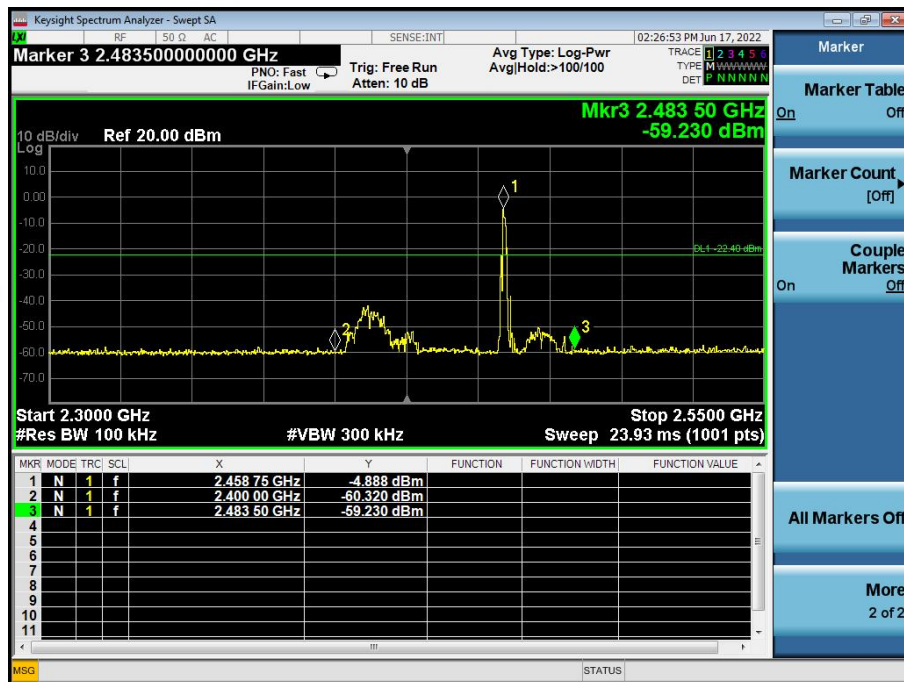 Keysight Spectrum Analyzer - Swept SA
LXI RF 50 Ω AC SENSE:INT 02:26:53 PM Jun 17, 2022
Marker 3 2.483500000000 GHz
PNO: Fast
IFGain:Low
Trig: Free Run
Atten: 10 dB
Avg Type: Log-Pwr
Avg|Hold:>100/100
TRACE 1 2 3 4 5 6
TYPE M W W W W W
DET P N N N N N
Mkr3 2.483 50 GHz
-59.230 dBm
10 dB/div Ref 20.00 dBm
Log
10.0
0.00
-10.0
-20.0
-30.0
-40.0
-50.0
-60.0
-70.0
1
2
3
DL1 -22.40 dBm
Start 2.3000 GHz Stop 2.5500 GHz
#Res BW 100 kHz #VBW 300 kHz Sweep 23.93 ms (1001 pts)
MKR MODE TRC SCL X Y FUNCTION FUNCTION WIDTH FUNCTION VALUE
1 N 1 f 2.458 75 GHz -4.888 dBm
2 N 1 f 2.400 00 GHz -60.320 dBm
3 N 1 f 2.483 50 GHz -59.230 dBm
4
5
6
7
8
9
10
11
MSG STATUS
Marker
Marker Table
On Off
Marker Count
[Off]
Couple
Markers
On Off
All Markers Off
More
2 of 2